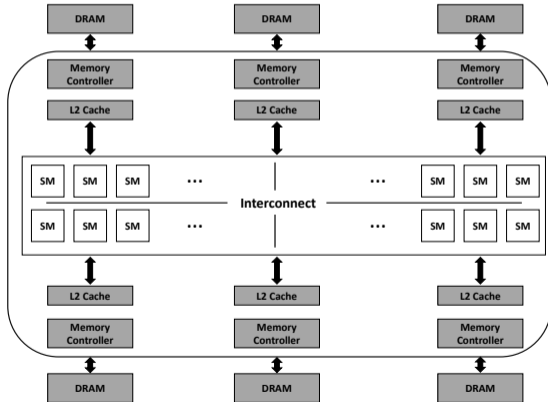 DRAM DRAM DRAM
Memory Controller Memory Controller Memory Controller
L2 Cache L2 Cache L2 Cache
SM SM SM ... ... SM SM SM
Interconnect
SM SM SM ... ... SM SM SM
L2 Cache L2 Cache L2 Cache
Memory Controller Memory Controller Memory Controller
DRAM DRAM DRAM